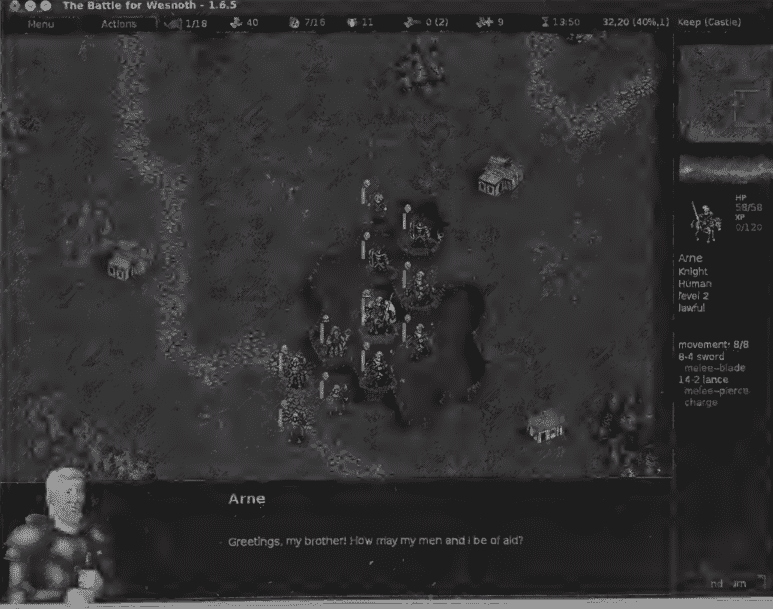 The Battle for Wesnoth - 1.6.5
Menu Actions 1/18 40 7/16 11 0 (2) 9 13:50 32,20 (40%,1) Keep (Castle)
HP
58/58
XP
0/120
Arne
Knight
Human
level 2
lawful
movement: 8/8
8-4 sword
melee-blade
14-2 lance
melee-pierce
charge
Arne
Greetings, my brother! How may my men and i be of aid?